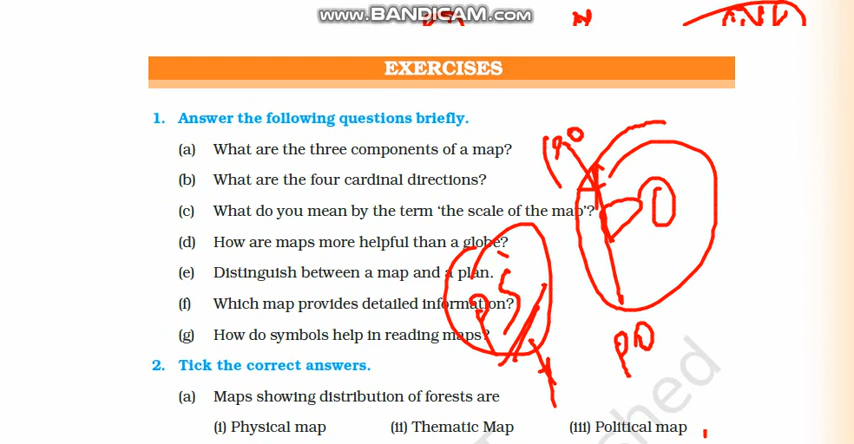 www.BANDICAM.com
EXERCISES
1. Answer the following questions briefly.
(a) What are the three components of a map?
(b) What are the four cardinal directions?
(c) What do you mean by the term ‘the scale of the map’?
(d) How are maps more helpful than a globe?
(e) Distinguish between a map and a plan.
(f) Which map provides detailed information?
(g) How do symbols help in reading maps?
2. Tick the correct answers.
(a) Maps showing distribution of forests are
(i) Physical map (ii) Thematic Map (iii) Political map